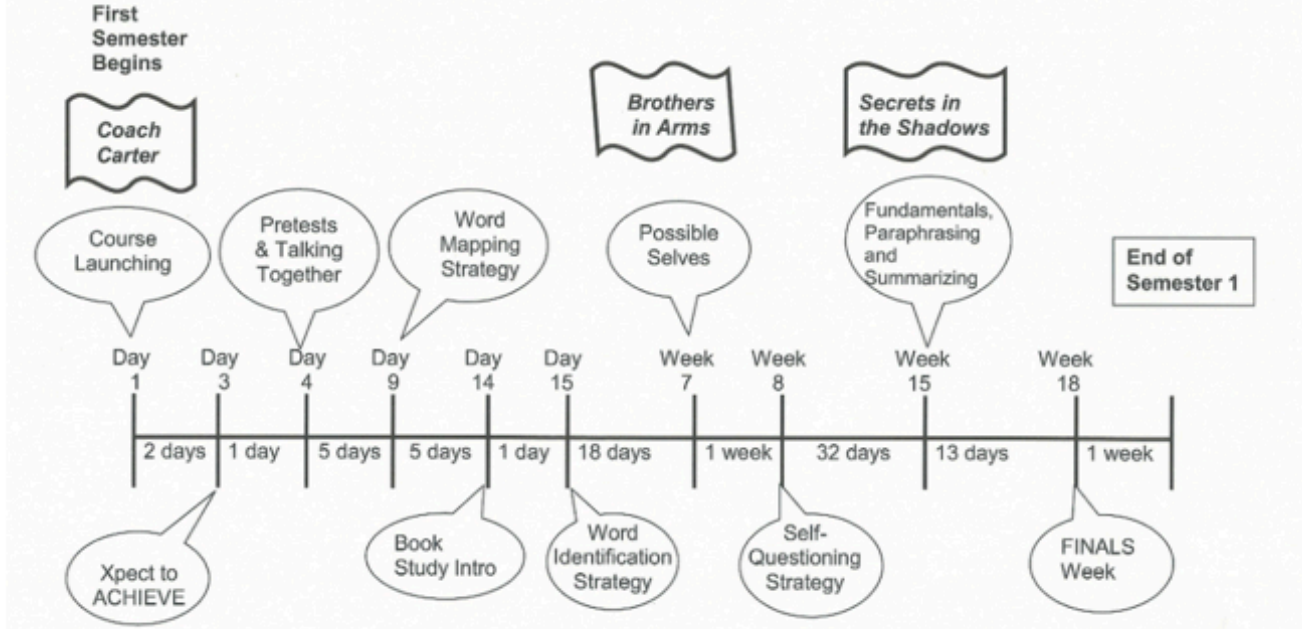 First
Semester
Begins
Coach
Carter
Brothers
in Arms
Secrets in
the Shadows
Course
Launching
Pretests
& Talking
Together
Word
Mapping
Strategy
Possible
Selves
Fundamentals,
Paraphrasing
and
Summarizing
End of
Semester 1
Day
1
Day
3
Day
4
Day
9
Day
14
Day
15
Week
7
Week
8
Week
15
Week
18
2 days
1 day
5 days
5 days
1 day
18 days
1 week
32 days
13 days
1 week
Xpect to
ACHIEVE
Book
Study Intro
Word
Identification
Strategy
Self-
Questioning
Strategy
FINALS
Week